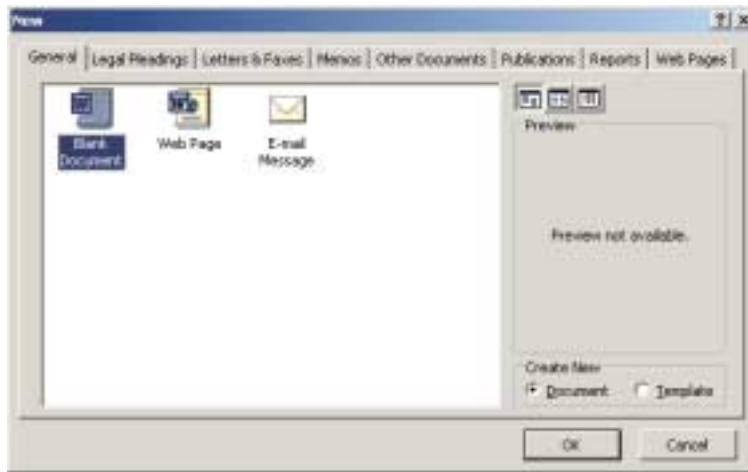 New
General Legal Pleadings Letters & Faxes Memos Other Documents Publications Reports Web Pages
Blank Document
Web Page
E-mail Message
Preview
Preview not available.
Create New
Document Template
OK Cancel